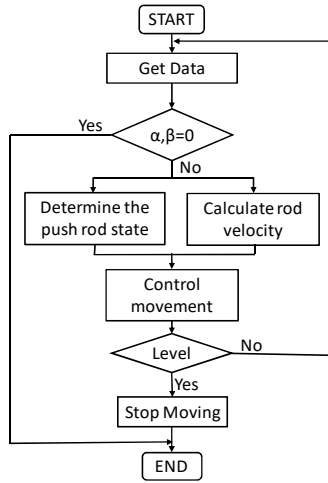 START
Get Data
α,β=0
Yes
No
Determine the
push rod state
Calculate rod
velocity
Control
movement
Level
No
Yes
Stop Moving
END